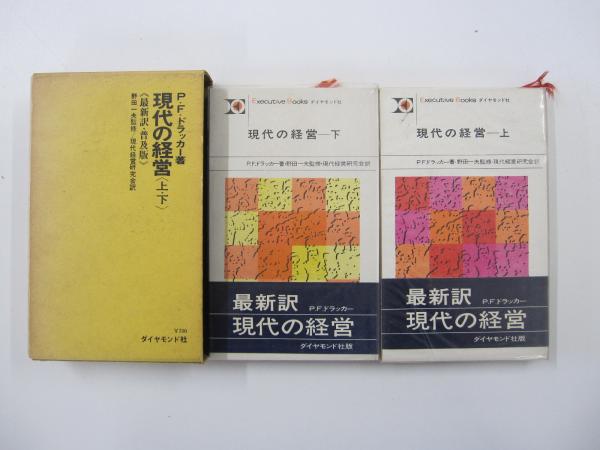 P・F・ドラッカー著
現代の経営〈上・下〉
《最新訳・普及版》
野田一夫監修・現代経営研究会訳
ダイヤモンド社
Executive Books ダイヤモンド社
現代の経営―下
P.F.ドラッカー著・野田一夫監修・現代経営研究会訳
最新訳 P.F.ドラッカー
現代の経営
ダイヤモンド社版
Executive Books ダイヤモンド社
現代の経営―上
P.F.ドラッカー著・野田一夫監修・現代経営研究会訳
最新訳 P.F.ドラッカー
現代の経営
ダイヤモンド社版